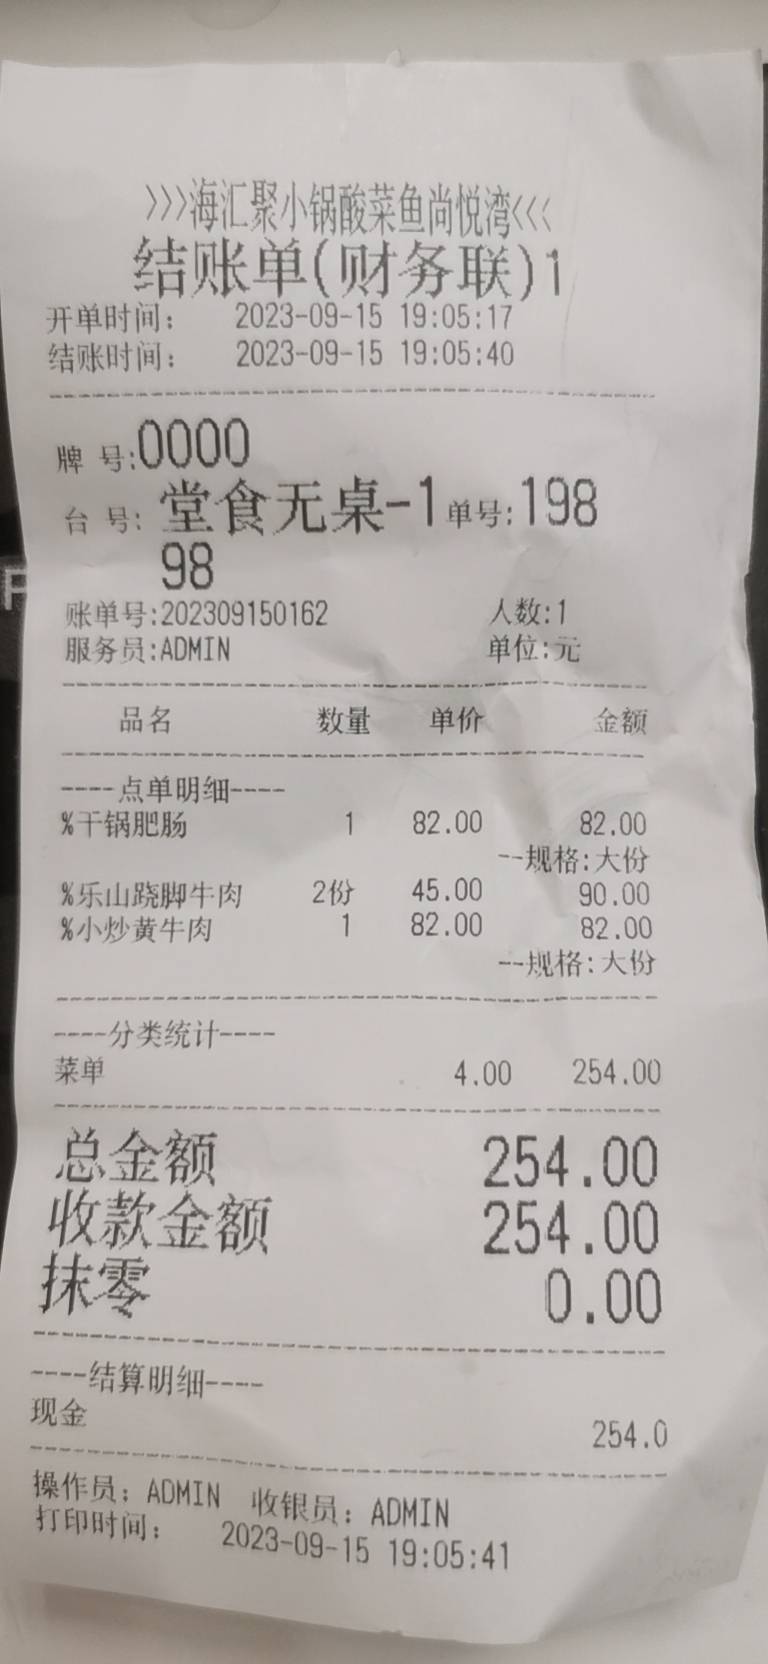 >>>海汇聚小锅酸菜鱼尚悦湾<<<
结账单(财务联)1
开单时间: 2023-09-15 19:05:17
结账时间: 2023-09-15 19:05:40
牌 号:0000
台 号: 堂食无桌-1 单号:198
98
账单号:202309150162 人数:1
服务员:ADMIN 单位:元
品名 数量 单价 金额
----点单明细----
%干锅肥肠 1 82.00 82.00
--规格:大份
%乐山跷脚牛肉 2份 45.00 90.00
%小炒黄牛肉 1 82.00 82.00
--规格:大份
----分类统计----
菜单 4.00 254.00
总金额 254.00
收款金额 254.00
抹零 0.00
----结算明细----
现金 254.0
操作员: ADMIN 收银员: ADMIN
打印时间: 2023-09-15 19:05:41